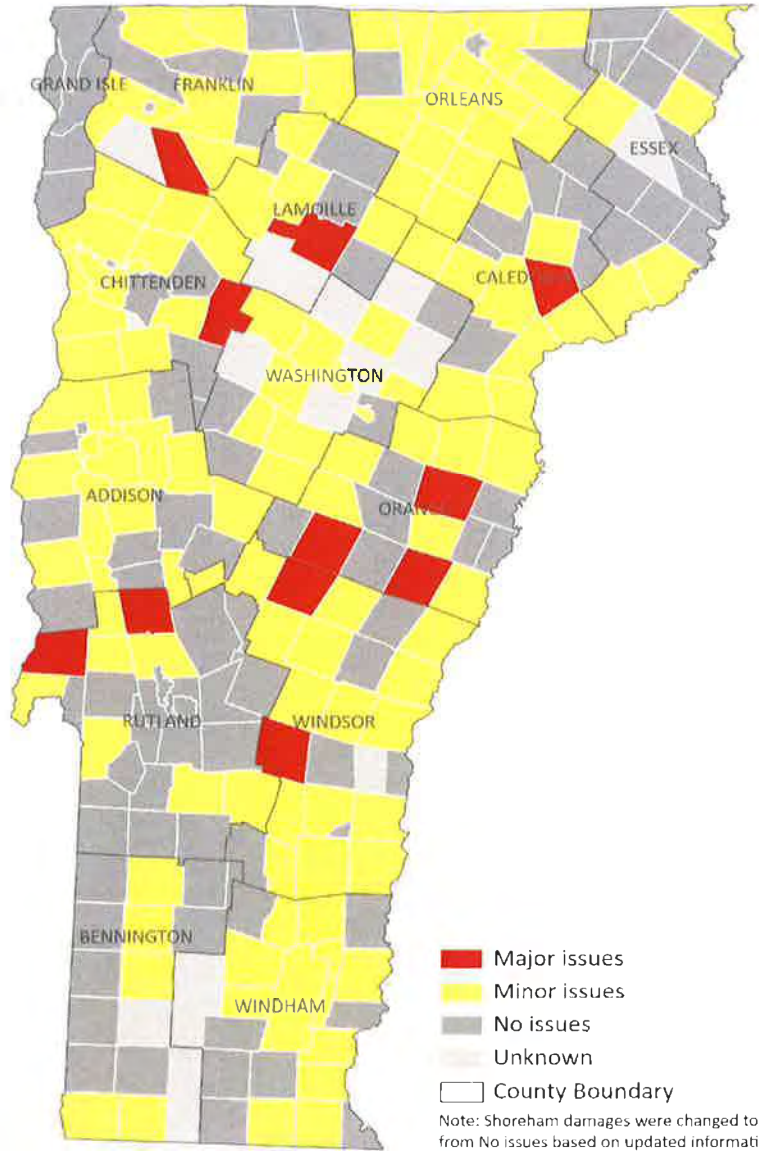 GRAND ISLE
FRANKLIN
ORLEANS
ESSEX
LAMOILLE
CHITTENDEN
WASHINGTON
ADDISON
RUTLAND
WINDSOR
BENNINGTON
WINDHAM
Major issues
Minor issues
No issues
Unknown
County Boundary
Note: Shoreham damages were changed to
from No issues based on updated